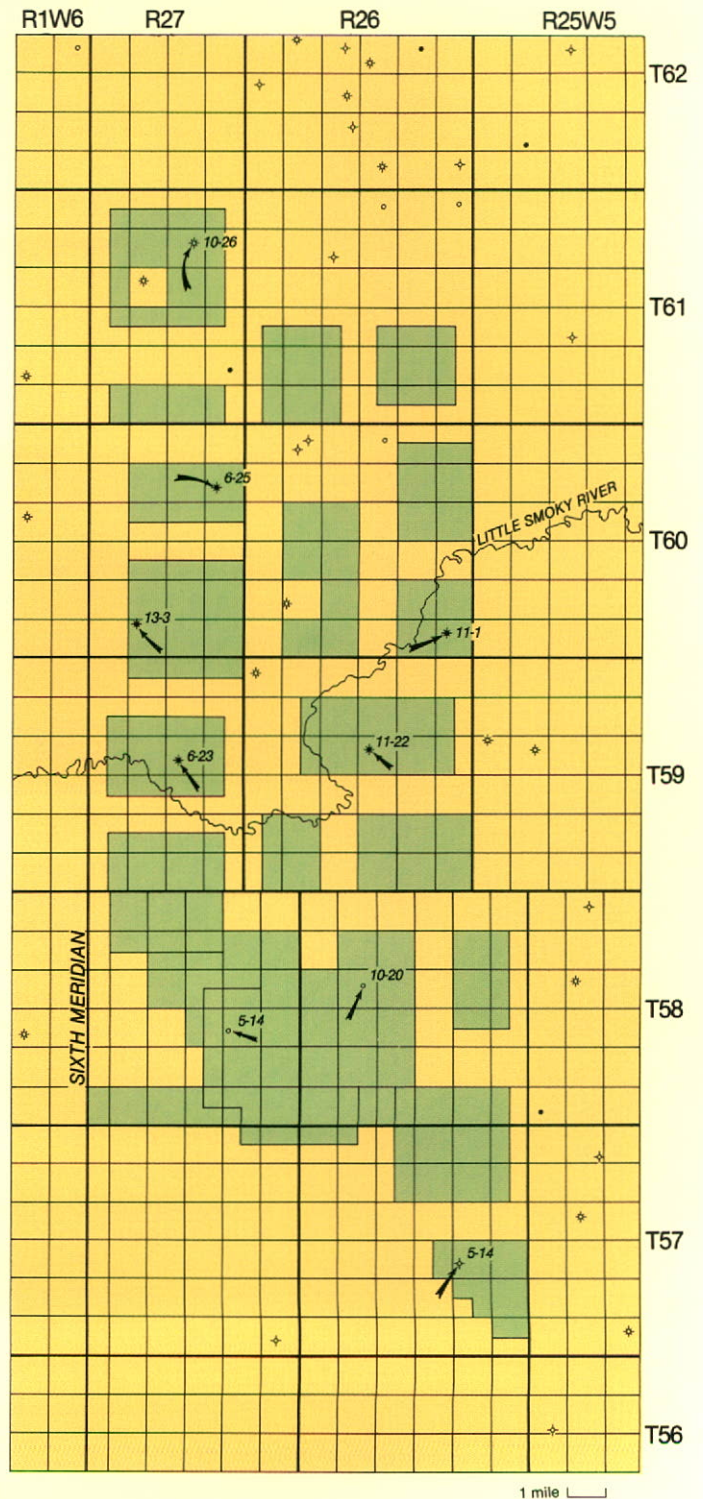 R1W6 R27 R26 R25W5
T62
10-26
T61
6-25
LITTLE SMOKY RIVER
T60
13-3
11-1
11-22
6-23
T59
SIXTH MERIDIAN
10-20
T58
5-14
T57
5-14
T56
1 mile